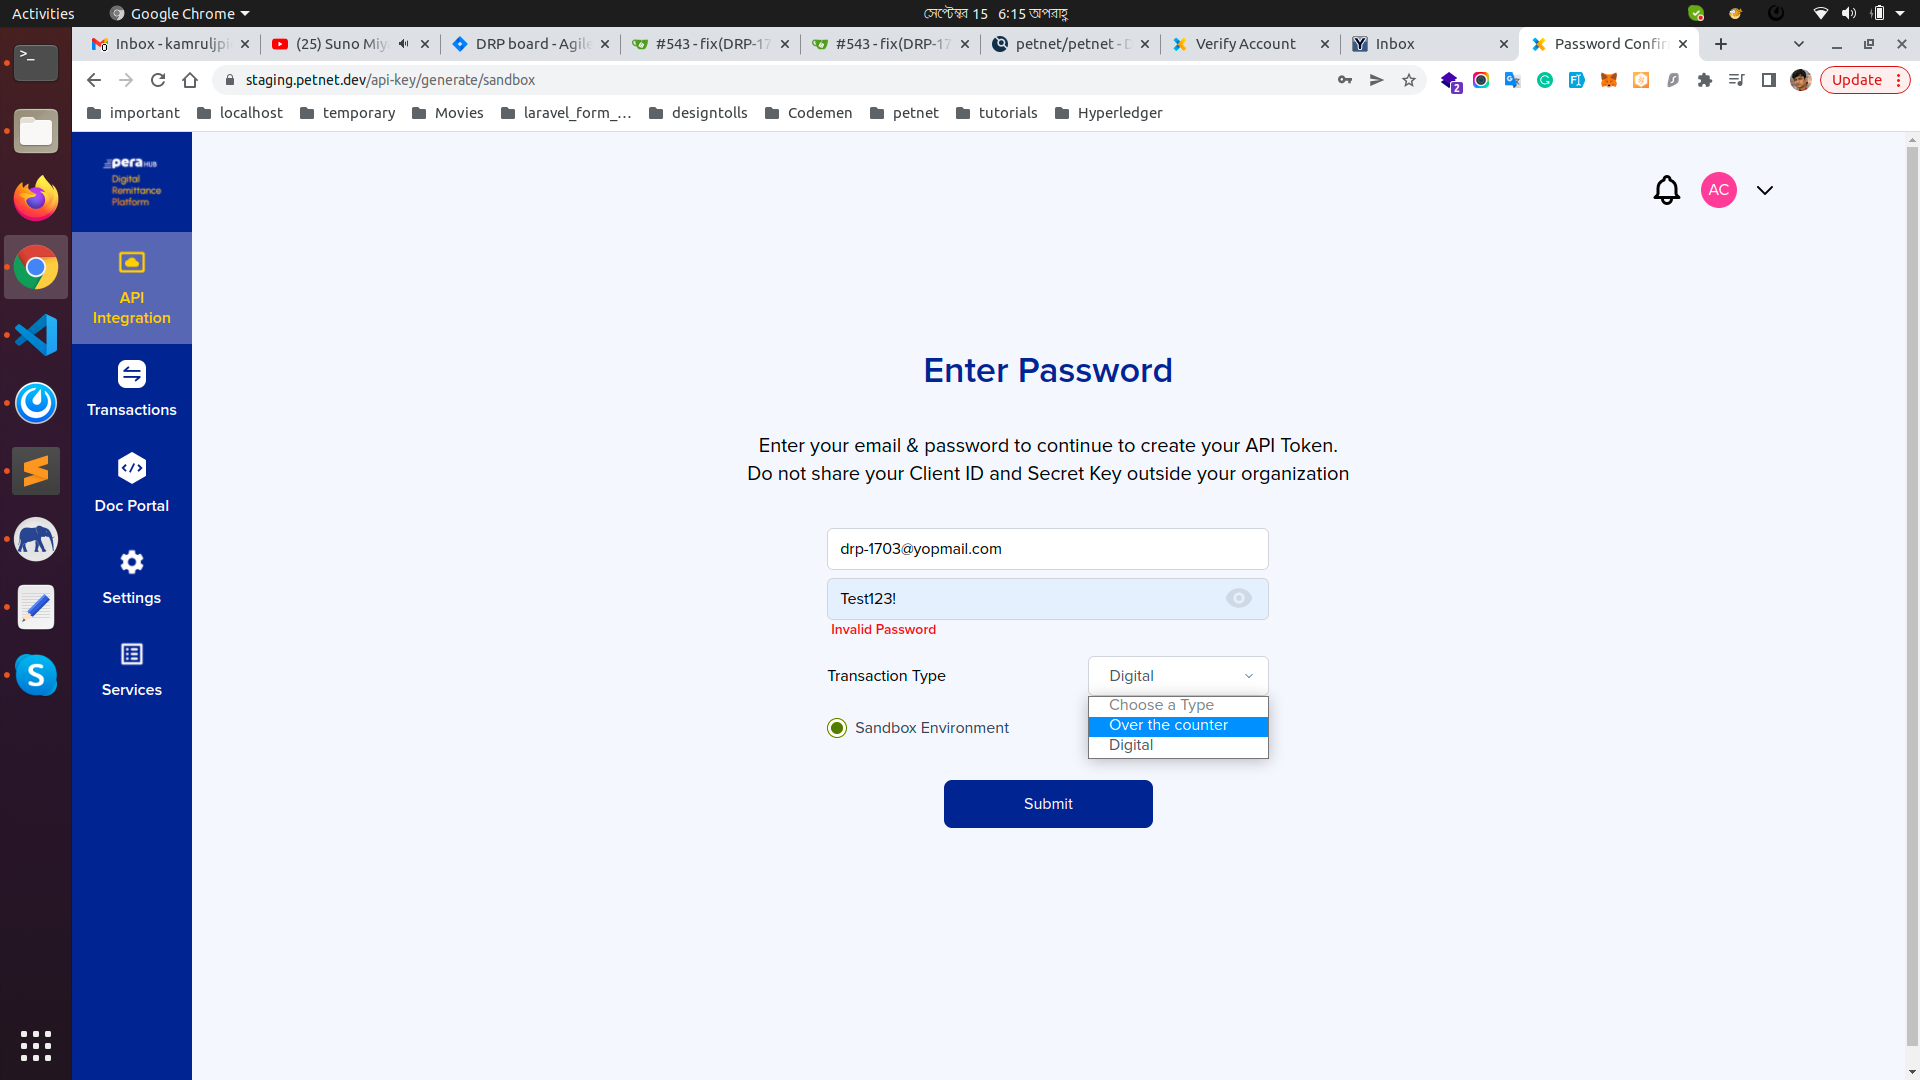 Activities
Google Chrome
সেপ্টেম্বর 15 6:15 অপরাহ্ণ
Inbox - kamruljpi
(25) Suno Miy
DRP board - Agile
#543 - fix(DRP-17
#543 - fix(DRP-17
petnet/petnet - D
Verify Account
Inbox
Password Confir
staging.petnet.dev/api-key/generate/sandbox
2
Update
important
localhost
temporary
Movies
laravel_form_...
designtolls
Codemen
petnet
tutorials
Hyperledger
pera HUB
Digital
Remittance
Platform
AC
API
Integration
Transactions
Doc Portal
Settings
Services
Enter Password
Enter your email & password to continue to create your API Token.
Do not share your Client ID and Secret Key outside your organization
drp-1703@yopmail.com
Test123!
Invalid Password
Transaction Type
Digital
Choose a Type
Over the counter
Digital
Sandbox Environment
Submit